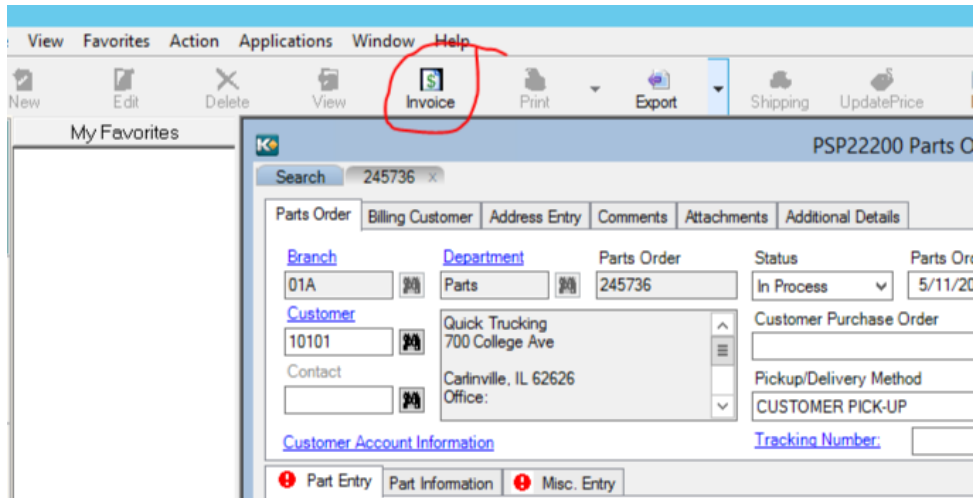 View Favorites Action Applications Window Help
New Edit Delete View Invoice Print Export Shipping UpdatePrice
My Favorites
PSP22200 Parts O
Search 245736 x
Parts Order Billing Customer Address Entry Comments Attachments Additional Details
Branch Department Parts Order Status Parts Ord
01A Parts 245736 In Process 5/11/20
Customer Quick Trucking Customer Purchase Order
10101 700 College Ave
Contact Carlinville, IL 62626 Pickup/Delivery Method
Office: CUSTOMER PICK-UP
Customer Account Information Tracking Number:
Part Entry Part Information Misc. Entry